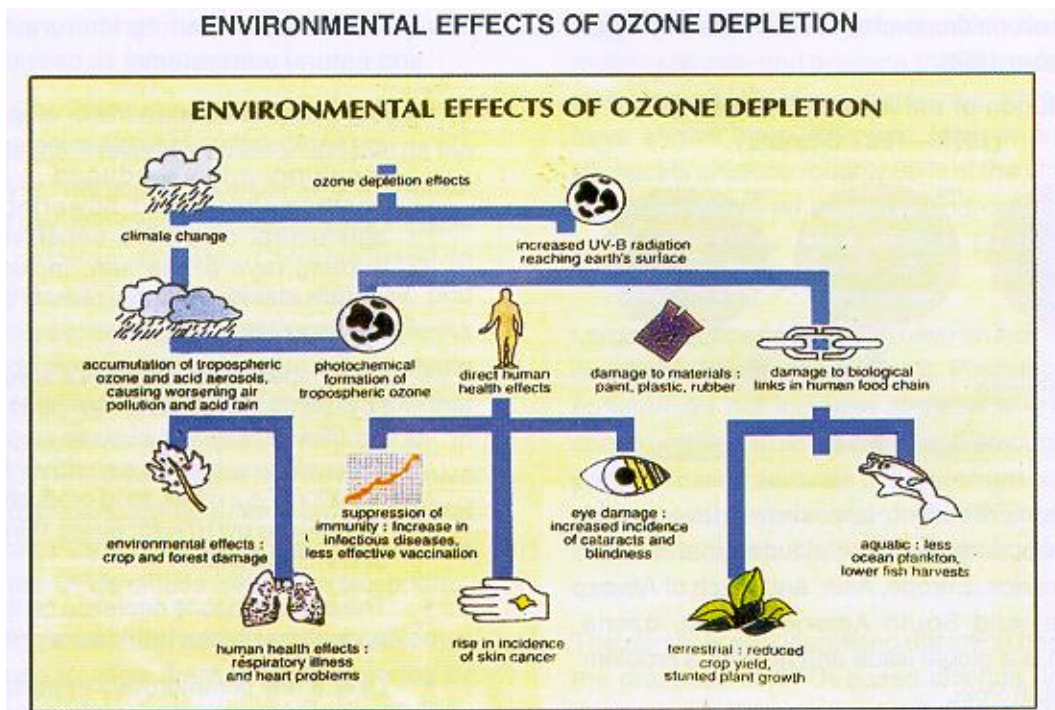 ENVIRONMENTAL EFFECTS OF OZONE DEPLETION
ENVIRONMENTAL EFFECTS OF OZONE DEPLETION
ozone depletion effects
climate change
increased UV-B radiation
reaching earth's surface
accumulation of tropospheric
ozone and acid aerosols,
causing worsening air
pollution and acid rain
photochemical
formation of
tropospheric ozone
direct human
health effects
damage to materials :
paint, plastic, rubber
damage to biological
links in human food chain
environmental effects :
crop and forest damage
suppression of
immunity : Increase in
infectious diseases,
less effective vaccination
eye damage :
increased incidence
of cataracts and
blindness
aquatic : less
ocean plankton,
lower fish harvests
human health effects :
respiratory illness
and heart problems
rise in incidence
of skin cancer
terrestrial : reduced
crop yield,
stunted plant growth